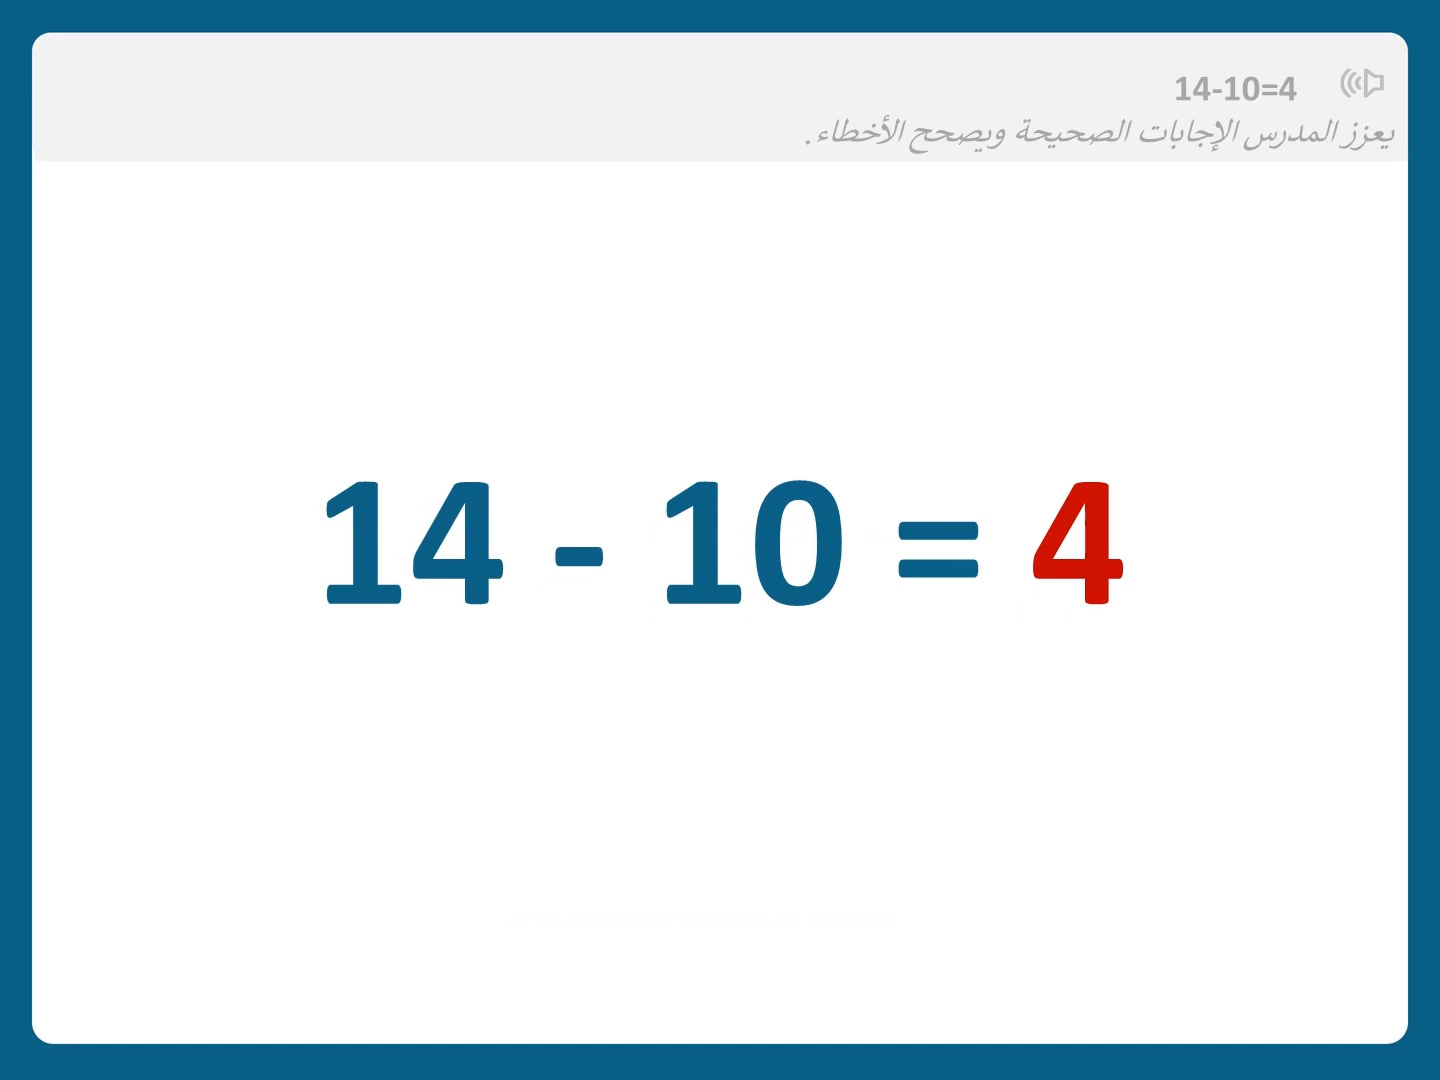 14-10=4
يعزز المدرس الإجابات الصحيحة ويصحح الأخطاء.
14 - 10 = 4